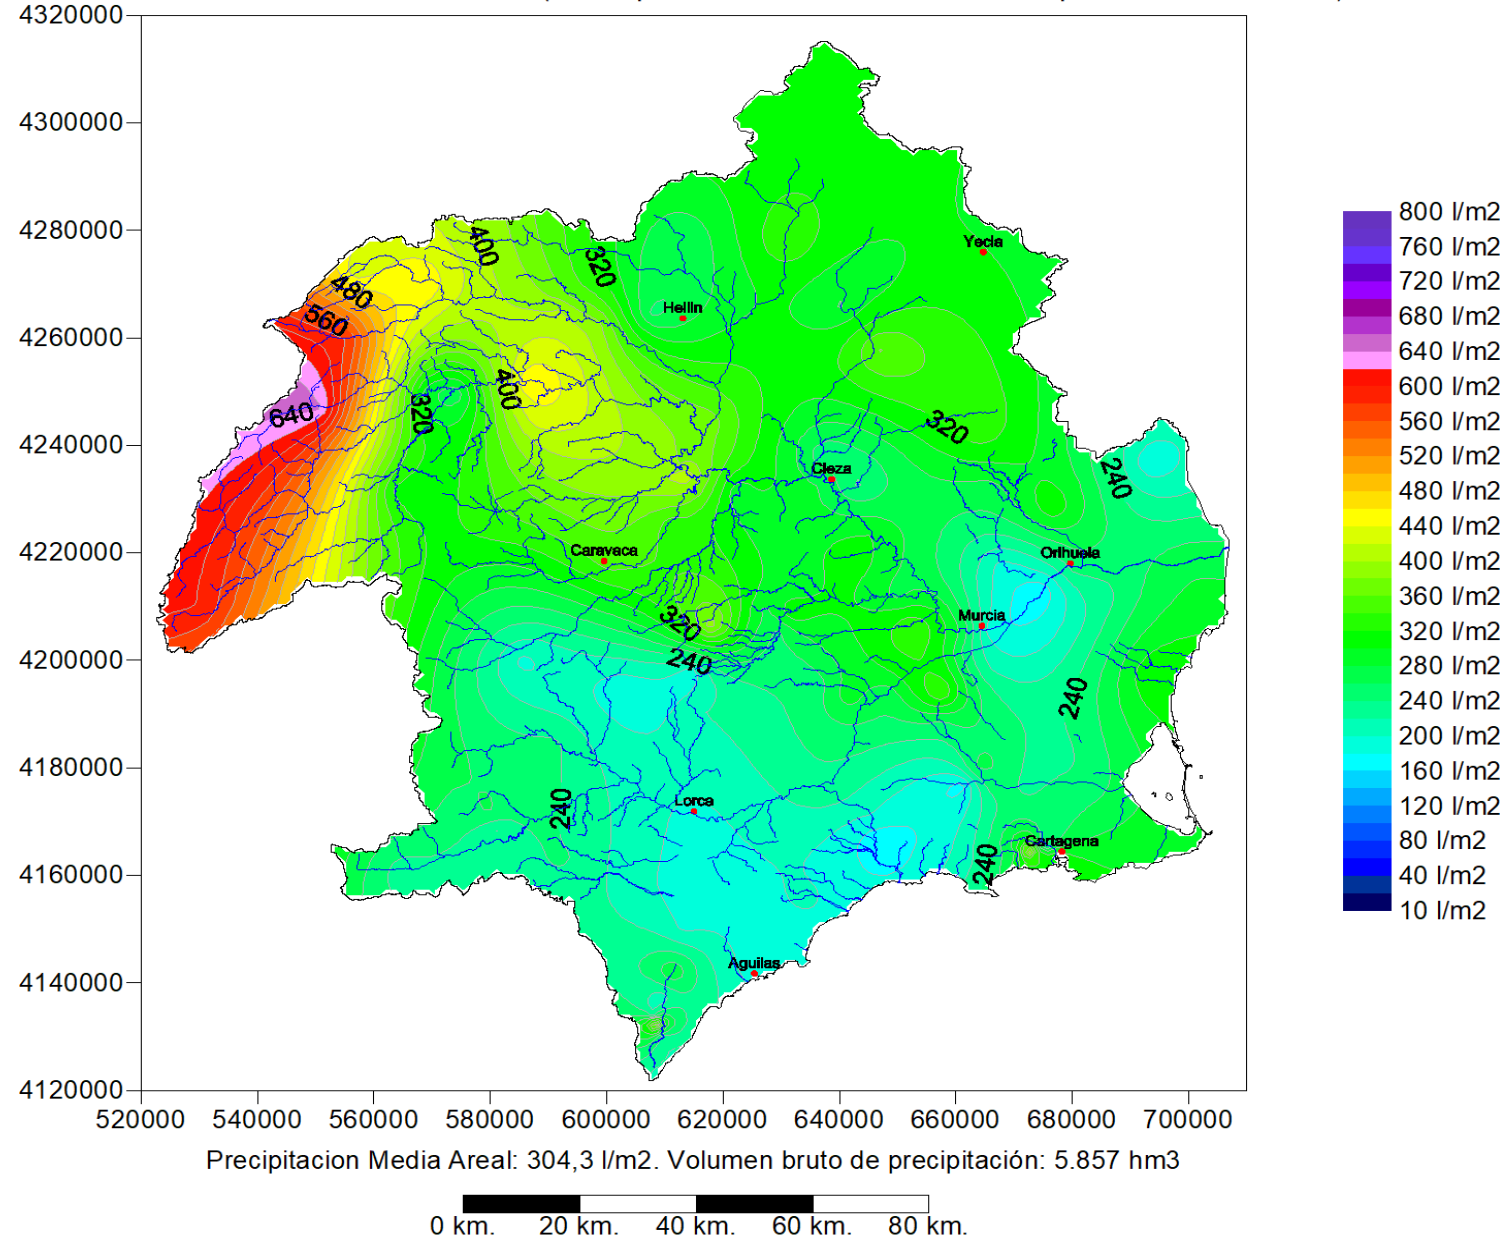 4320000
4300000
4280000
4260000
4240000
4220000
4200000
4180000
4160000
4140000
4120000
520000 540000 560000 580000 600000 620000 640000 660000 680000 700000
400
320
480
560
640
320
400
320
240
320
240
240
240
240
Yecla
Hellin
Cieza
Caravaca
Orihuela
Murcia
Lorca
Cartagena
Aguilas
800 l/m2
760 l/m2
720 l/m2
680 l/m2
640 l/m2
600 l/m2
560 l/m2
520 l/m2
480 l/m2
440 l/m2
400 l/m2
360 l/m2
320 l/m2
280 l/m2
240 l/m2
200 l/m2
160 l/m2
120 l/m2
80 l/m2
40 l/m2
10 l/m2
Precipitacion Media Areal: 304,3 l/m2. Volumen bruto de precipitación: 5.857 hm3
0 km. 20 km. 40 km. 60 km. 80 km.